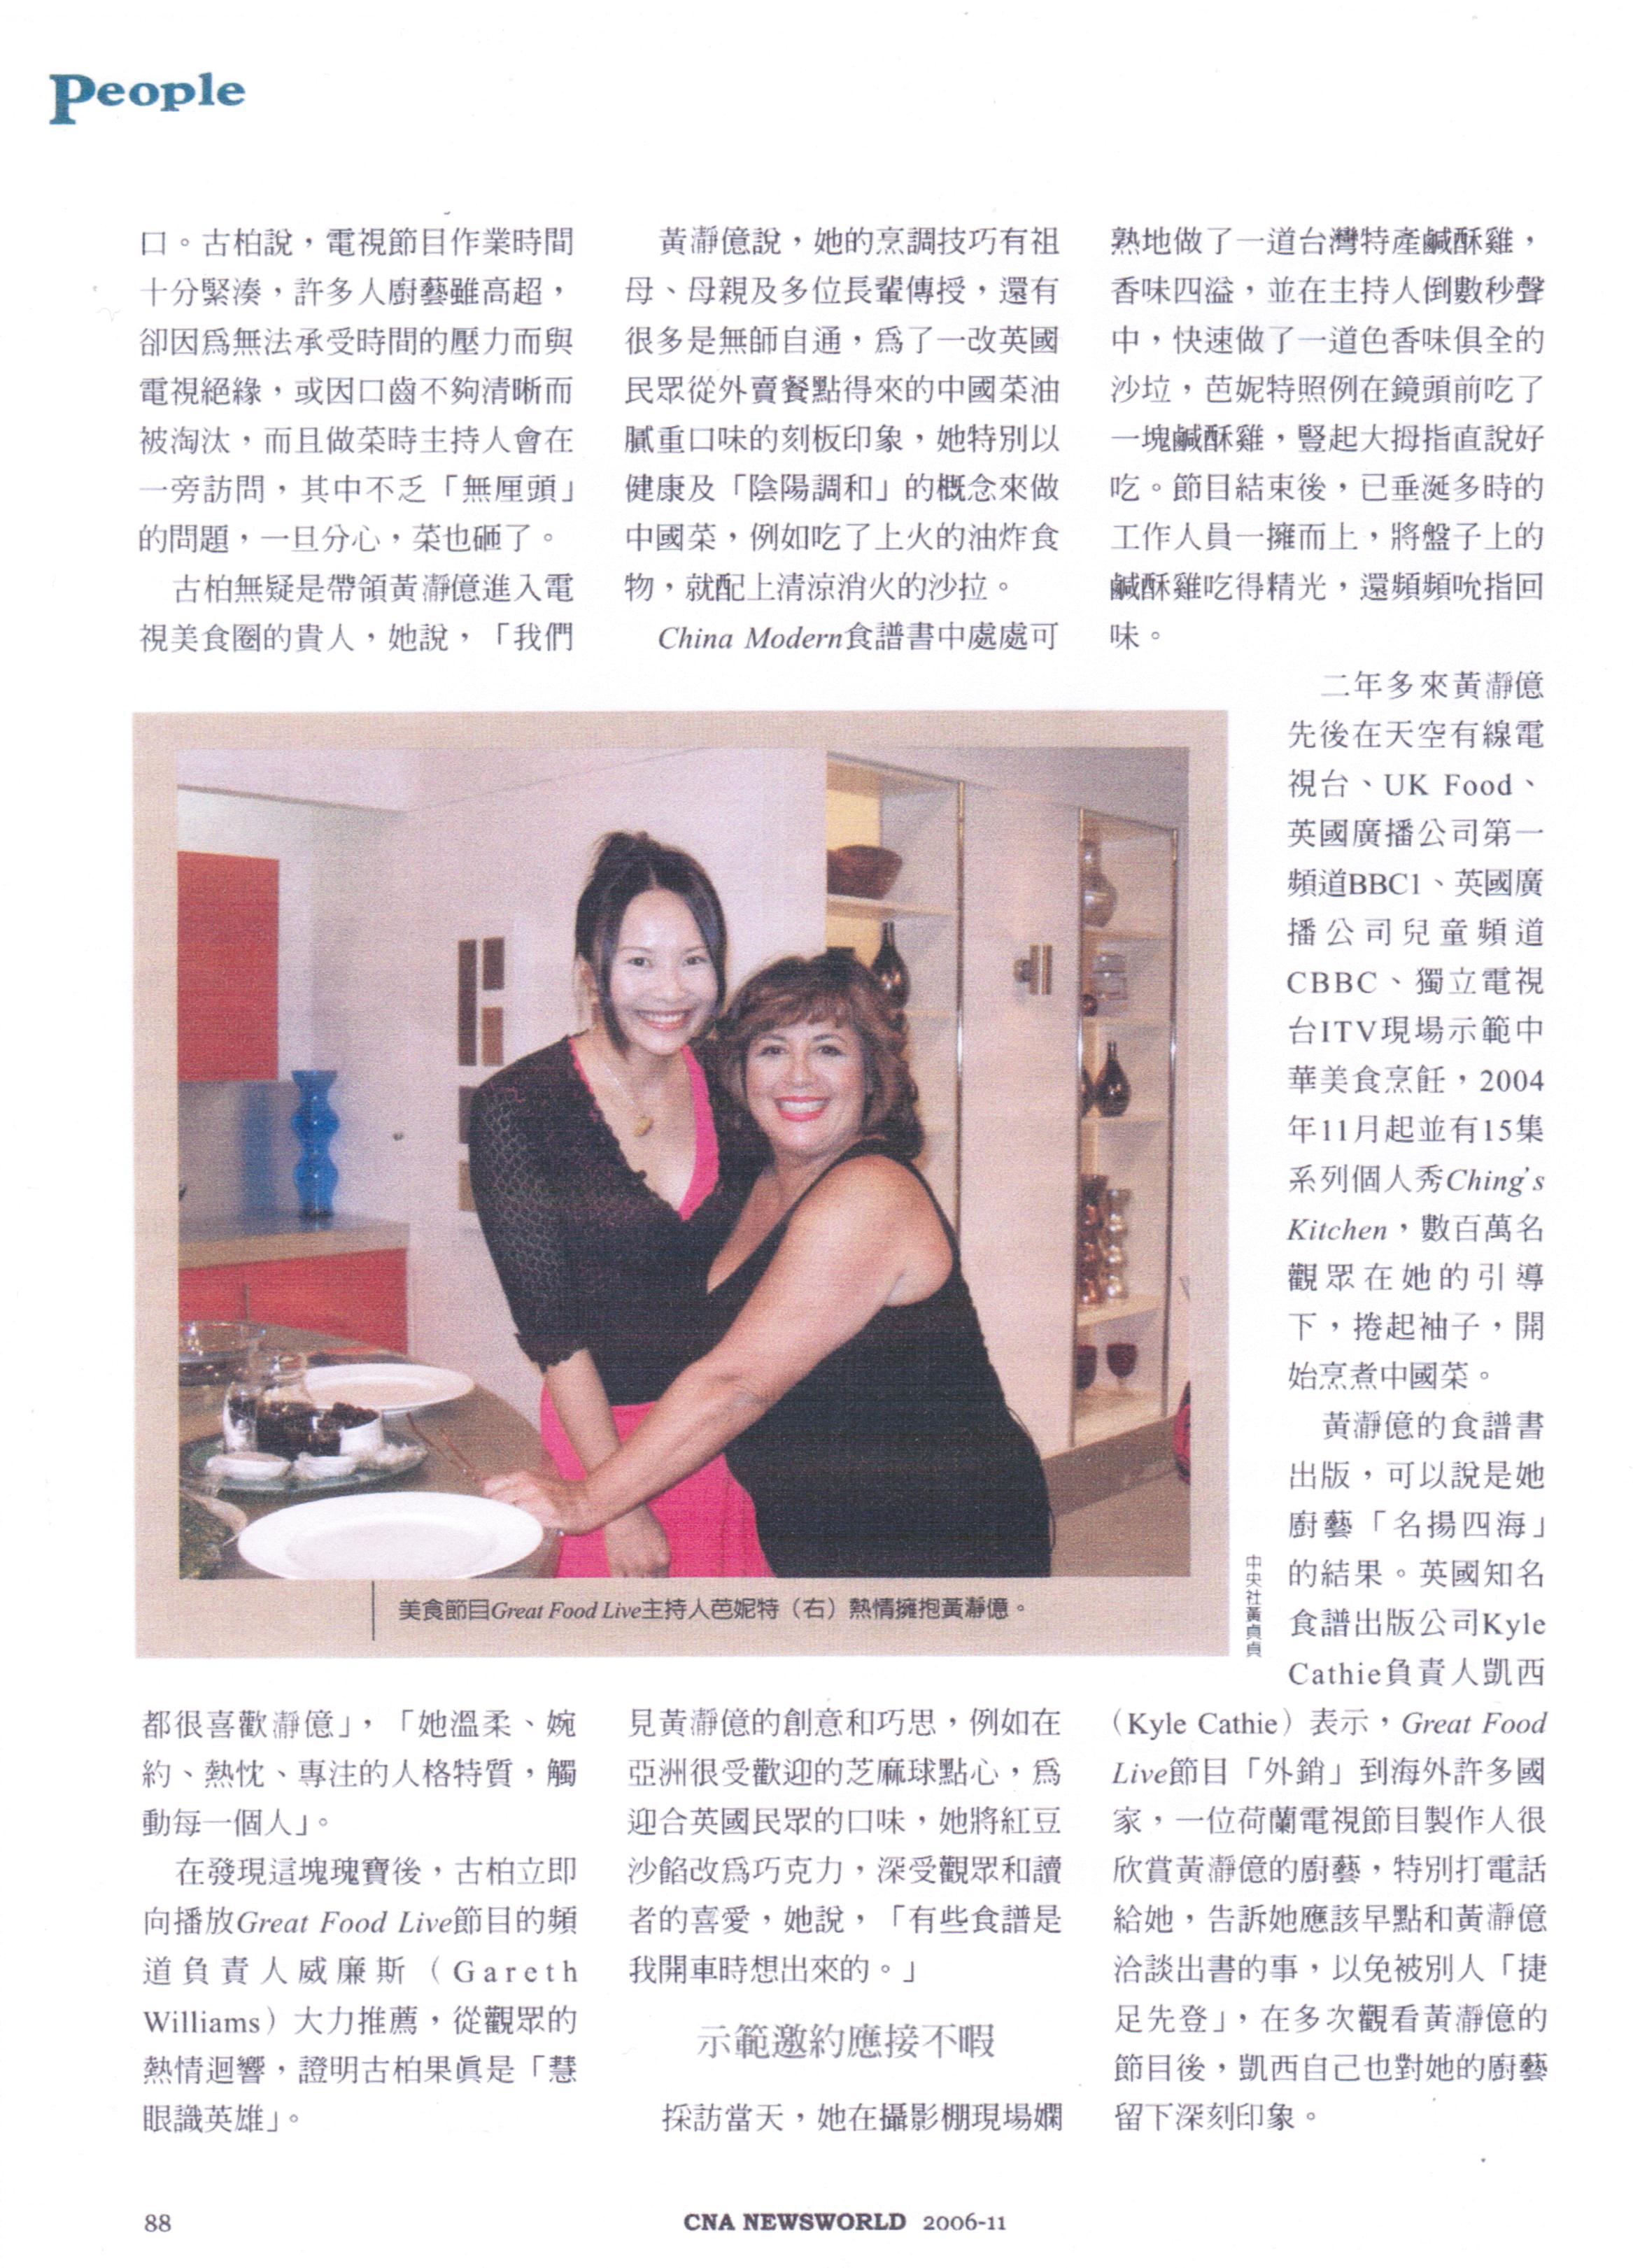 People
口。古柏說，電視節目作業時間
十分緊湊，許多人廚藝雖高超，
卻因為無法承受時間的壓力而與
電視絕緣，或因口齒不夠清晰而
被淘汰，而且做菜時主持人會在
一旁訪問，其中不乏「無厘頭」
的問題，一旦分心，菜也砸了。
古柏無疑是帶領黃瀞億進入電
視美食圈的貴人，她說，「我們
都很喜歡瀞億」，「她溫柔、婉
約、熱忱、專注的人格特質，觸
動每一個人」。
在發現這塊瑰寶後，古柏立即
向播放Great Food Live節目的頻
道負責人威廉斯（Gareth
Williams）大力推薦，從觀眾的
熱情迴響，證明古柏果真是「慧
眼識英雄」。
黃瀞億說，她的烹調技巧有祖
母、母親及多位長輩傳授，還有
很多是無師自通，為了一改英國
民眾從外賣餐點得來的中國菜油
膩重口味的刻板印象，她特別以
健康及「陰陽調和」的概念來做
中國菜，例如吃了上火的油炸食
物，就配上清涼消火的沙拉。
China Modern食譜書中處處可
見黃瀞億的創意和巧思，例如在
亞洲很受歡迎的芝麻球點心，為
迎合英國民眾的口味，她將紅豆
沙餡改為巧克力，深受觀眾和讀
者的喜愛，她說，「有些食譜是
我開車時想出來的。」
示範邀約應接不暇
採訪當天，她在攝影棚現場嫻
熟地做了一道台灣特產鹹酥雞，
香味四溢，並在主持人倒數秒聲
中，快速做了一道色香味俱全的
沙垃，芭妮特照例在鏡頭前吃了
一塊鹹酥雞，豎起大拇指直說好
吃。節目結束後，已垂涎多時的
工作人員一擁而上，將盤子上的
鹹酥雞吃得精光，還頻頻吮指回
味。
二年多來黃瀞億
先後在天空有線電
視台、UK Food、
英國廣播公司第一
頻道BBC1、英國廣
播公司兒童頻道
CBBC、獨立電視
台ITV現場示範中
華美食烹飪，2004
年11月起並有15集
系列個人秀Ching's
Kitchen，數百萬名
觀眾在她的引導
下，捲起袖子，開
始烹煮中國菜。
黃瀞億的食譜書
出版，可以說是她
廚藝「名揚四海」
的結果。英國知名
食譜出版公司Kyle
Cathie負責人凱西
（Kyle Cathie）表示，Great Food
Live節目「外銷」到海外許多國
家，一位荷蘭電視節目製作人很
欣賞黃瀞億的廚藝，特別打電話
給她，告訴她應該早點和黃瀞億
洽談出書的事，以免被別人「捷
足先登」，在多次觀看黃瀞億的
節目後，凱西自己也對她的廚藝
留下深刻印象。
美食節目Great Food Live主持人芭妮特（右）熱情擁抱黃瀞億。
中央社黃貞貞
88
CNA NEWSWORLD 2006-11